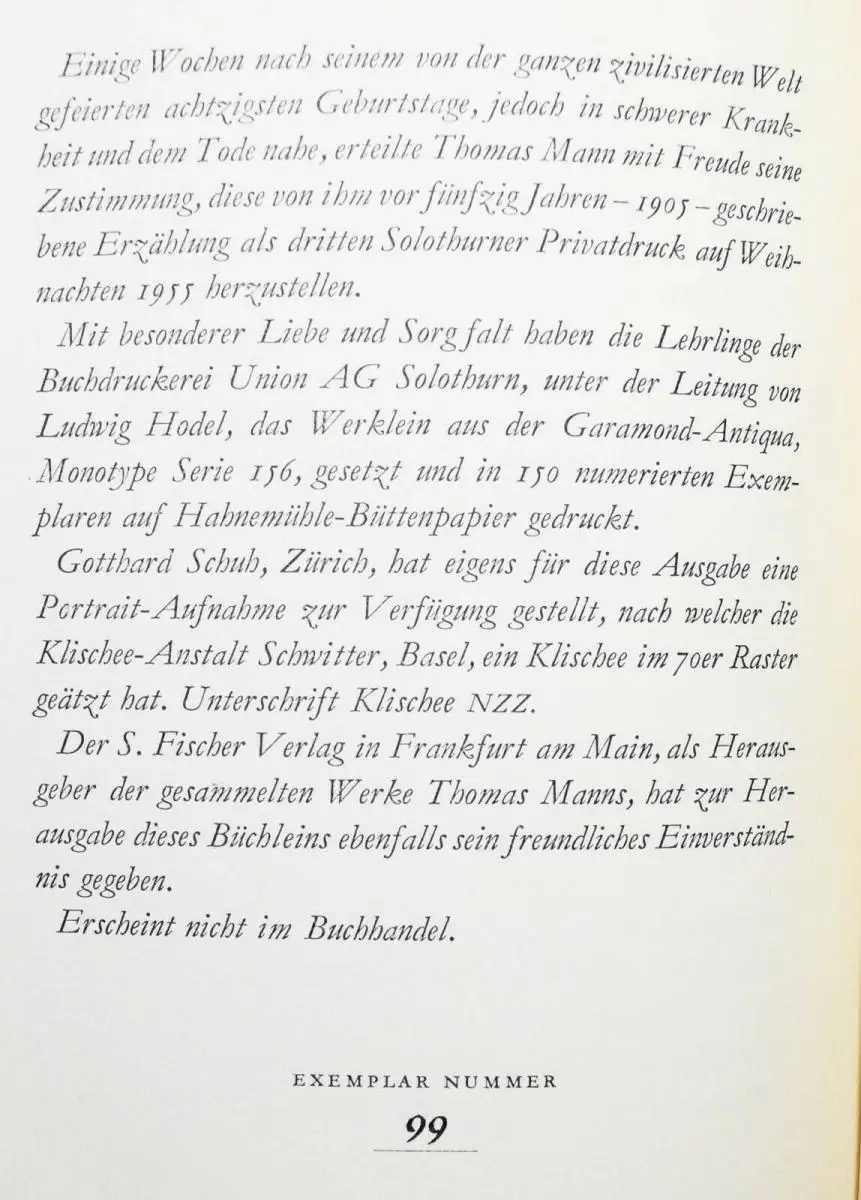 Einige Wochen nach seinem von der ganzen zivilisierten Welt
gefeierten achtzigsten Geburtstage, jedoch in schwerer Krank-
heit und dem Tode nahe, erteilte Thomas Mann mit Freude seine
Zustimmung, diese von ihm vor fünfzig Jahren – 1905 – geschrie-
bene Erzählung als dritten Solothurner Privatdruck auf Weih-
nachten 1955 herzustellen.
Mit besonderer Liebe und Sorgfalt haben die Lehrlinge der
Buchdruckerei Union AG Solothurn, unter der Leitung von
Ludwig Hodel, das Werklein aus der Garamond-Antiqua,
Monotype Serie 156, gesetzt und in 150 numerierten Exem-
plaren auf Hahnemühle-Büttenpapier gedruckt.
Gotthard Schuh, Zürich, hat eigens für diese Ausgabe eine
Portrait-Aufnahme zur Verfügung gestellt, nach welcher die
Klischee-Anstalt Schwitter, Basel, ein Klischee im 70er Raster
geätzt hat. Unterschrift Klischee NZZ.
Der S. Fischer Verlag in Frankfurt am Main, als Heraus-
geber der gesammelten Werke Thomas Manns, hat zur Her-
ausgabe dieses Büchleins ebenfalls sein freundliches Einverständ-
nis gegeben.
Erscheint nicht im Buchhandel.
EXEMPLAR NUMMER
99